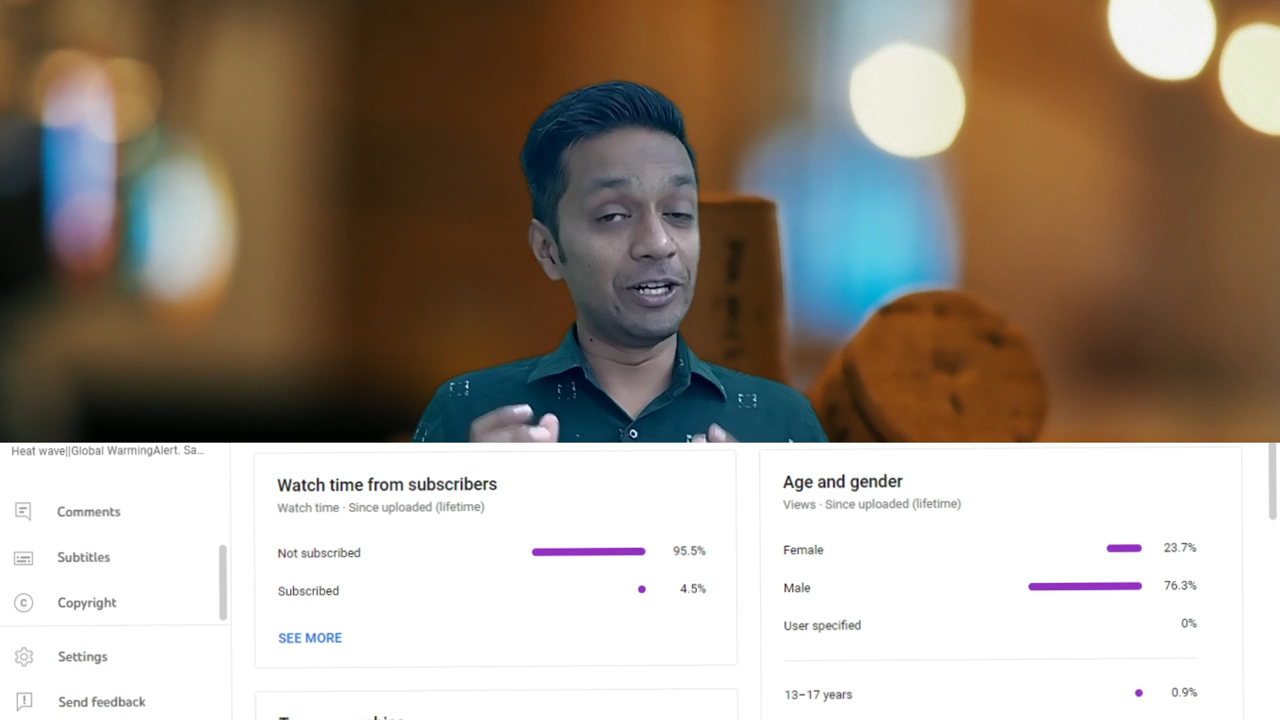 Heat wave||Global WarmingAlert. Sa...
Comments
Subtitles
Copyright
Settings
Send feedback
Watch time from subscribers
Watch time · Since uploaded (lifetime)
Not subscribed 95.5%
Subscribed 4.5%
SEE MORE
Age and gender
Views · Since uploaded (lifetime)
Female 23.7%
Male 76.3%
User specified 0%
13–17 years 0.9%